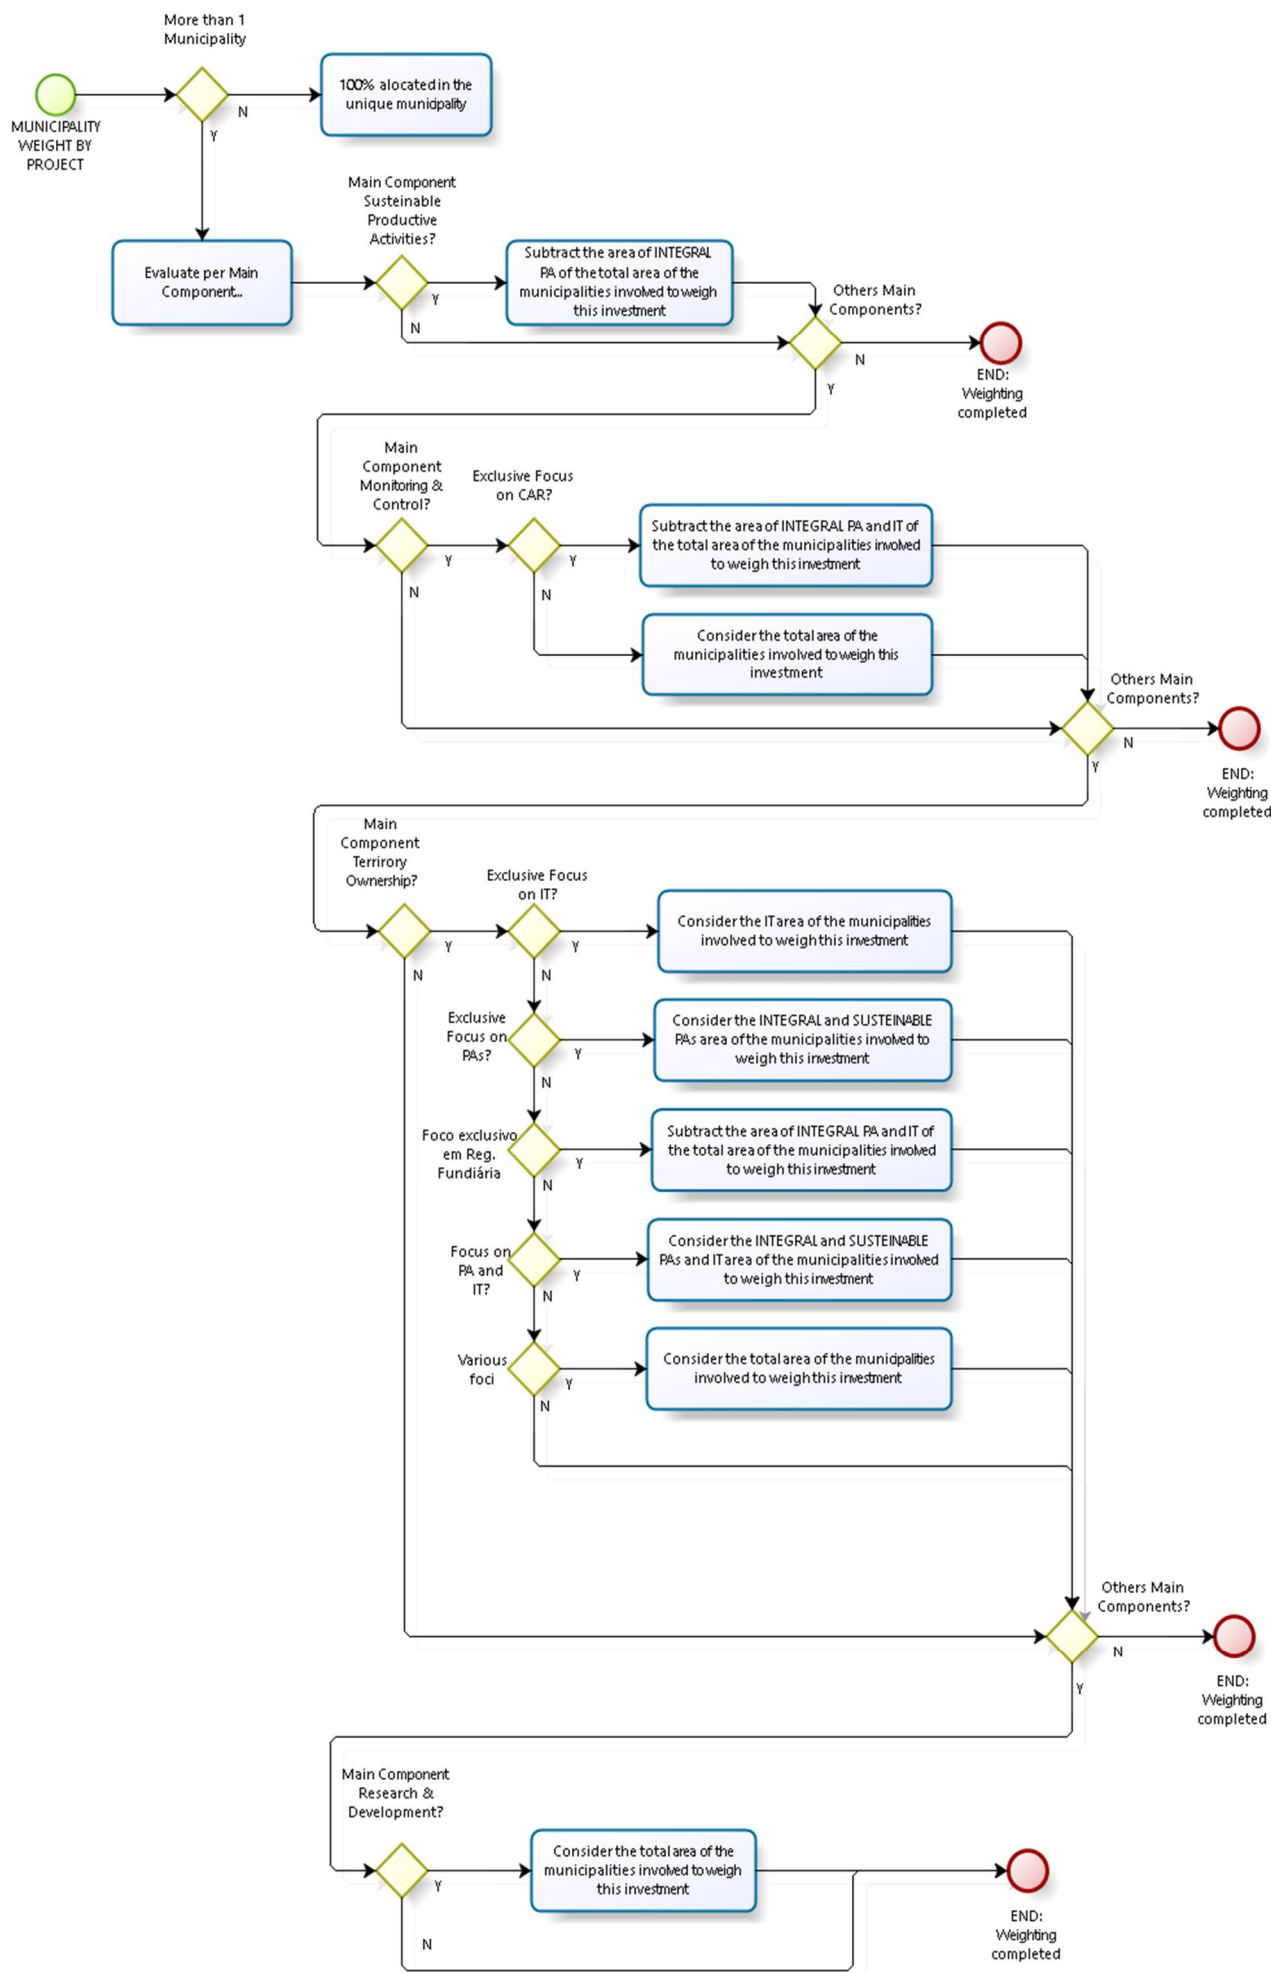 More than 1
Municipality
100% alocated in the
unique municipality
N
MUNICIPALITY
WEIGHT BY
PROJECT
Y
Main Component
Susteinable
Productive
Activities?
Evaluate per Main
Component...
Subtract the area of INTEGRAL
PA of the total area of the
municipalities involved to weigh
this investment
Y
N
Others Main
Components?
N
END:
Weighting
completed
Y
Main
Component
Monitoring &
Control?
Exclusive Focus
on CAR?
Subtract the area of INTEGRAL PA and IT of
the total area of the municipalities involved
to weigh this investment
Y
Y
N
N
Consider the total area of the
municipalities involved to weigh this
investment
Others Main
Components?
N
Y
END:
Weighting
completed
Main
Component
Terrirory
Ownership?
Exclusive Focus
on IT?
Consider the IT area of the municipalities
involved to weigh this investment
Y
Y
N
N
Exclusive
Focus on
PAs?
Consider the INTEGRAL and SUSTEINABLE
PAs area of the municipalities involved to
weigh this investment
Y
N
Foco exclusivo
em Reg.
Fundiária
Subtract the area of INTEGRAL PA and IT of
the total area of the municipalities involved
to weigh this investment
Y
N
Focus on
PA and
IT?
Consider the INTEGRAL and SUSTEINABLE
PAs and IT area of the municipalities involved
to weigh this investment
Y
N
Various
foci
Consider the total area of the municipalities
involved to weigh this investment
Y
N
Others Main
Components?
N
Y
END:
Weighting
completed
Main Component
Research &
Development?
Consider the total area of the
municipalities involved to weigh
this investment
Y
N
END:
Weighting
completed